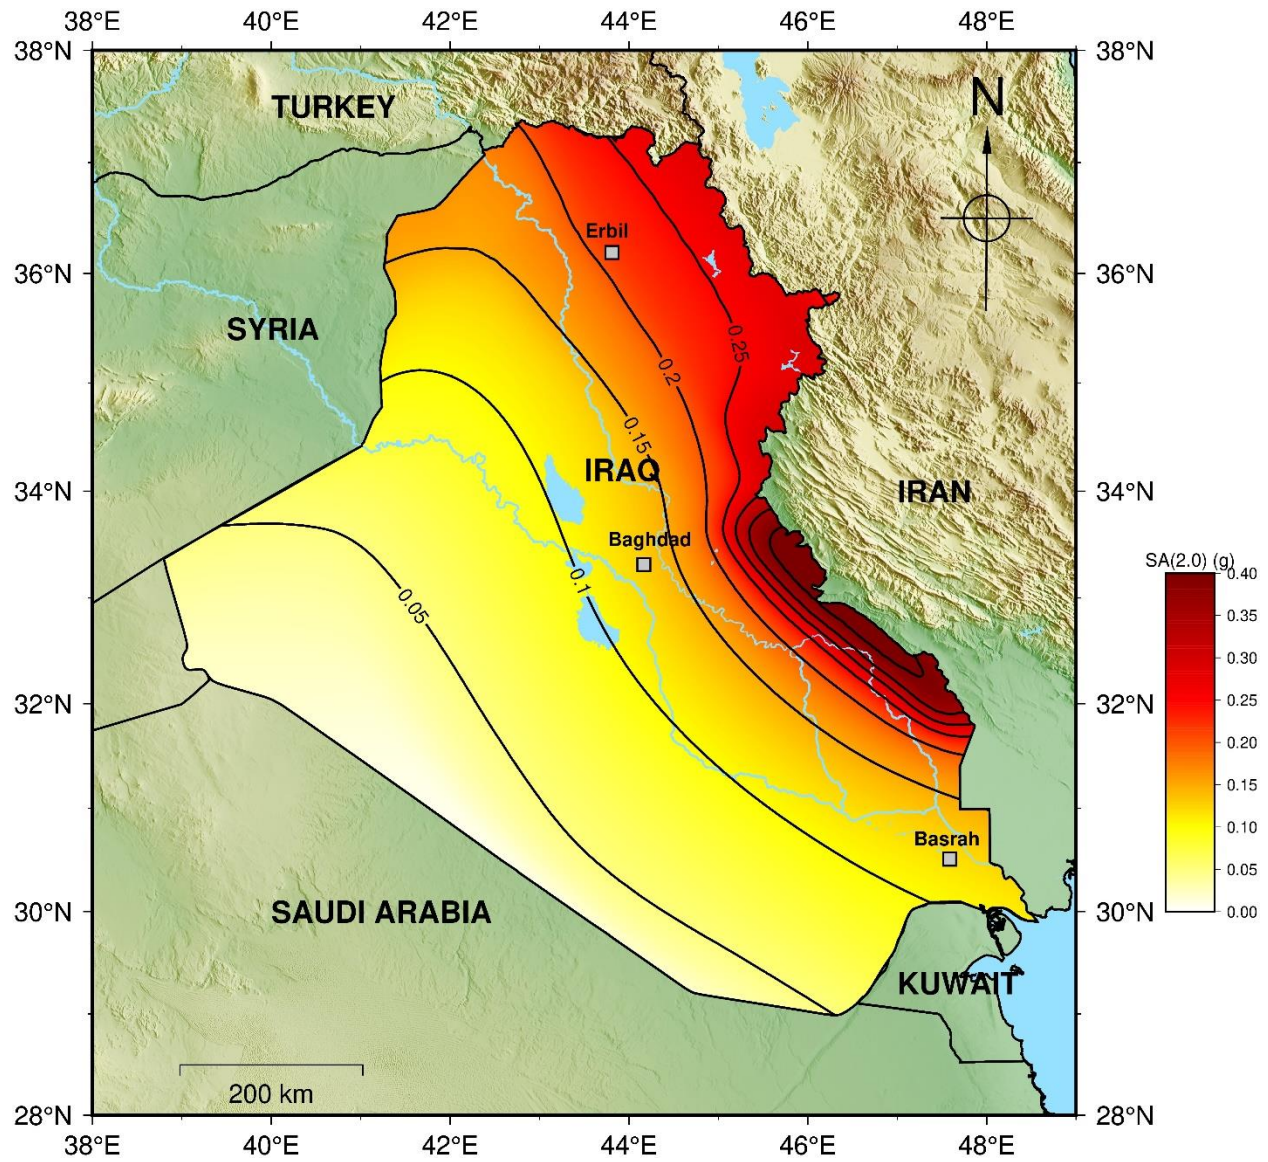 38°E 40°E 42°E 44°E 46°E 48°E
38°N 38°N
N
TURKEY
Erbil
36°N 36°N
SYRIA
0.25
0.2
0.15
IRAQ
34°N IRAN 34°N
Baghdad
SA(2.0) (g)
0.40
0.1
0.05
0.35
0.30
32°N 32°N
0.25
0.20
0.15
Basrah
0.10
0.05
30°N 30°N
0.00
SAUDI ARABIA
KUWAIT
200 km
28°N 28°N
38°E 40°E 42°E 44°E 46°E 48°E